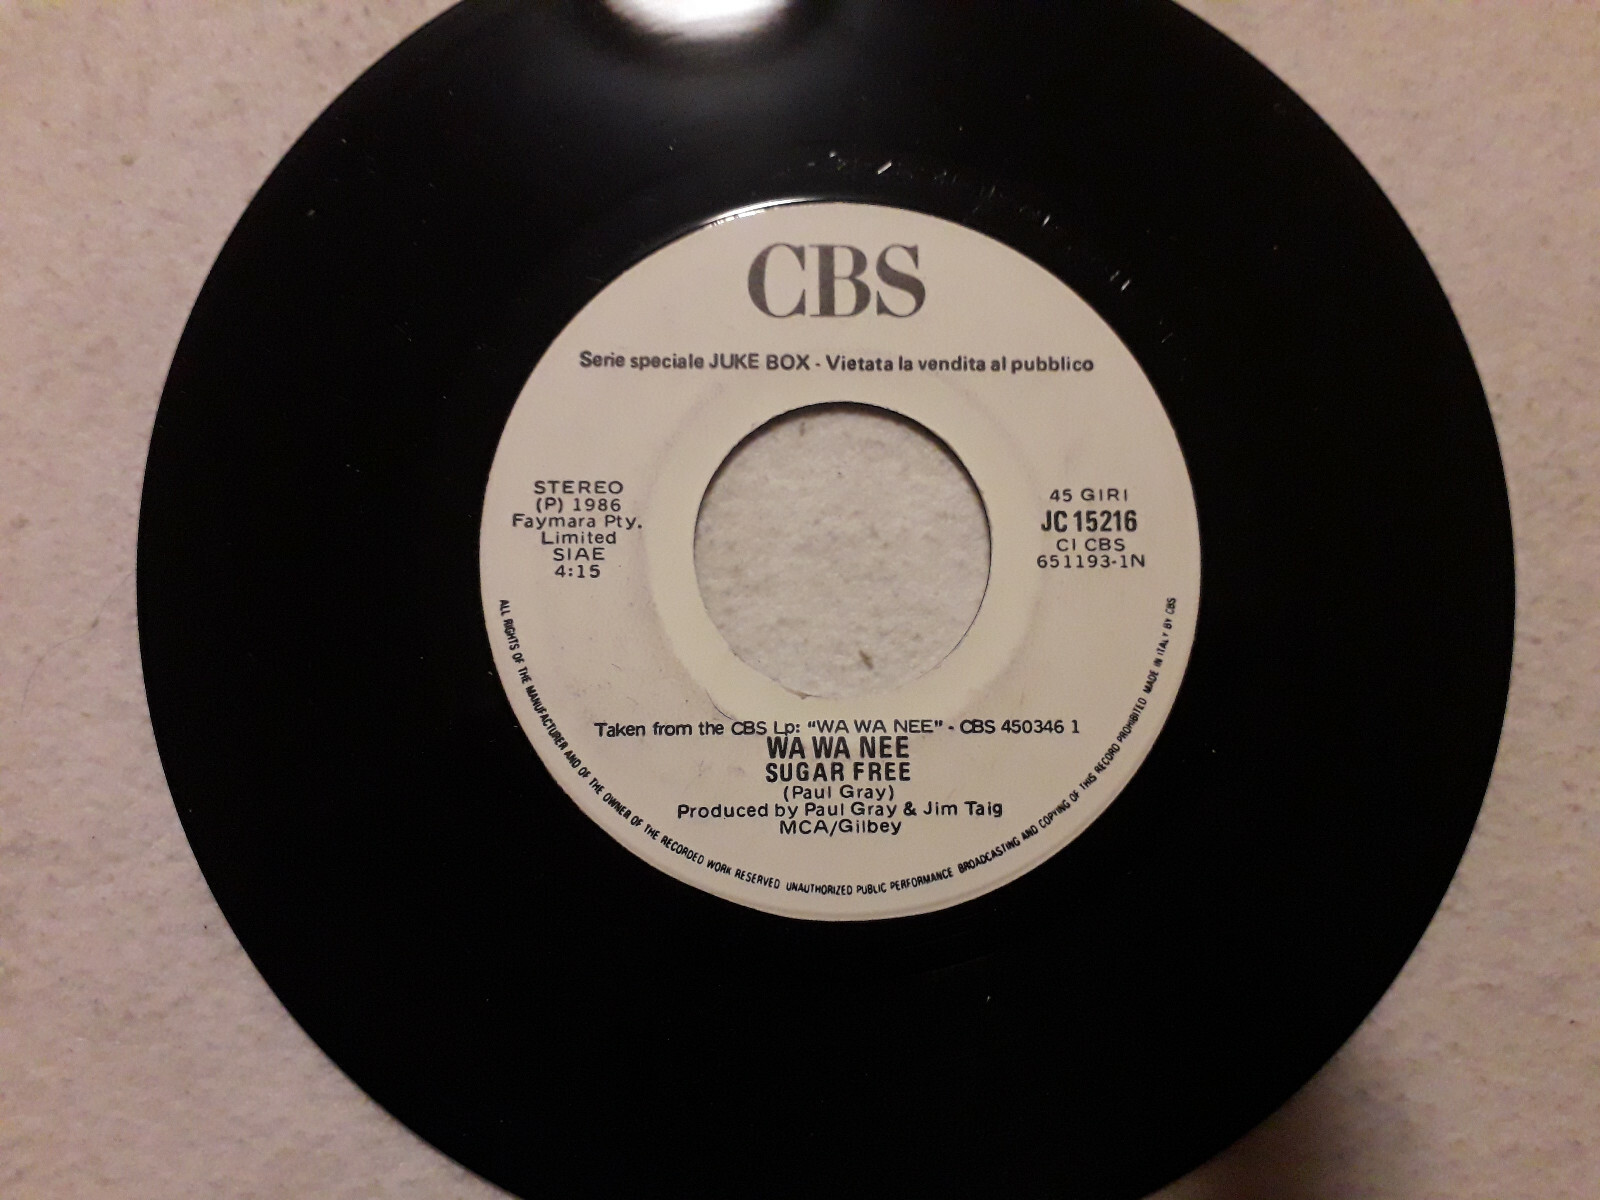 CBS
Serie speciale JUKE BOX - Vietata la vendita al pubblico
STEREO
(P) 1986
Faymara Pty.
Limited
SIAE
4:15
45 GIRI
JC 15216
CI CBS
651193-1N
Taken from the CBS Lp: "WA WA NEE" - CBS 450346 1
WA WA NEE
SUGAR FREE
(Paul Gray)
Produced by Paul Gray & Jim Taig
MCA/Gilbey
ALL RIGHTS OF THE MANUFACTURER AND OF THE OWNER OF THE RECORDED WORK RESERVED UNAUTHORIZED PUBLIC PERFORMANCE BROADCASTING AND COPYING OF THIS RECORD PROHIBITED MADE IN ITALY BY CBS